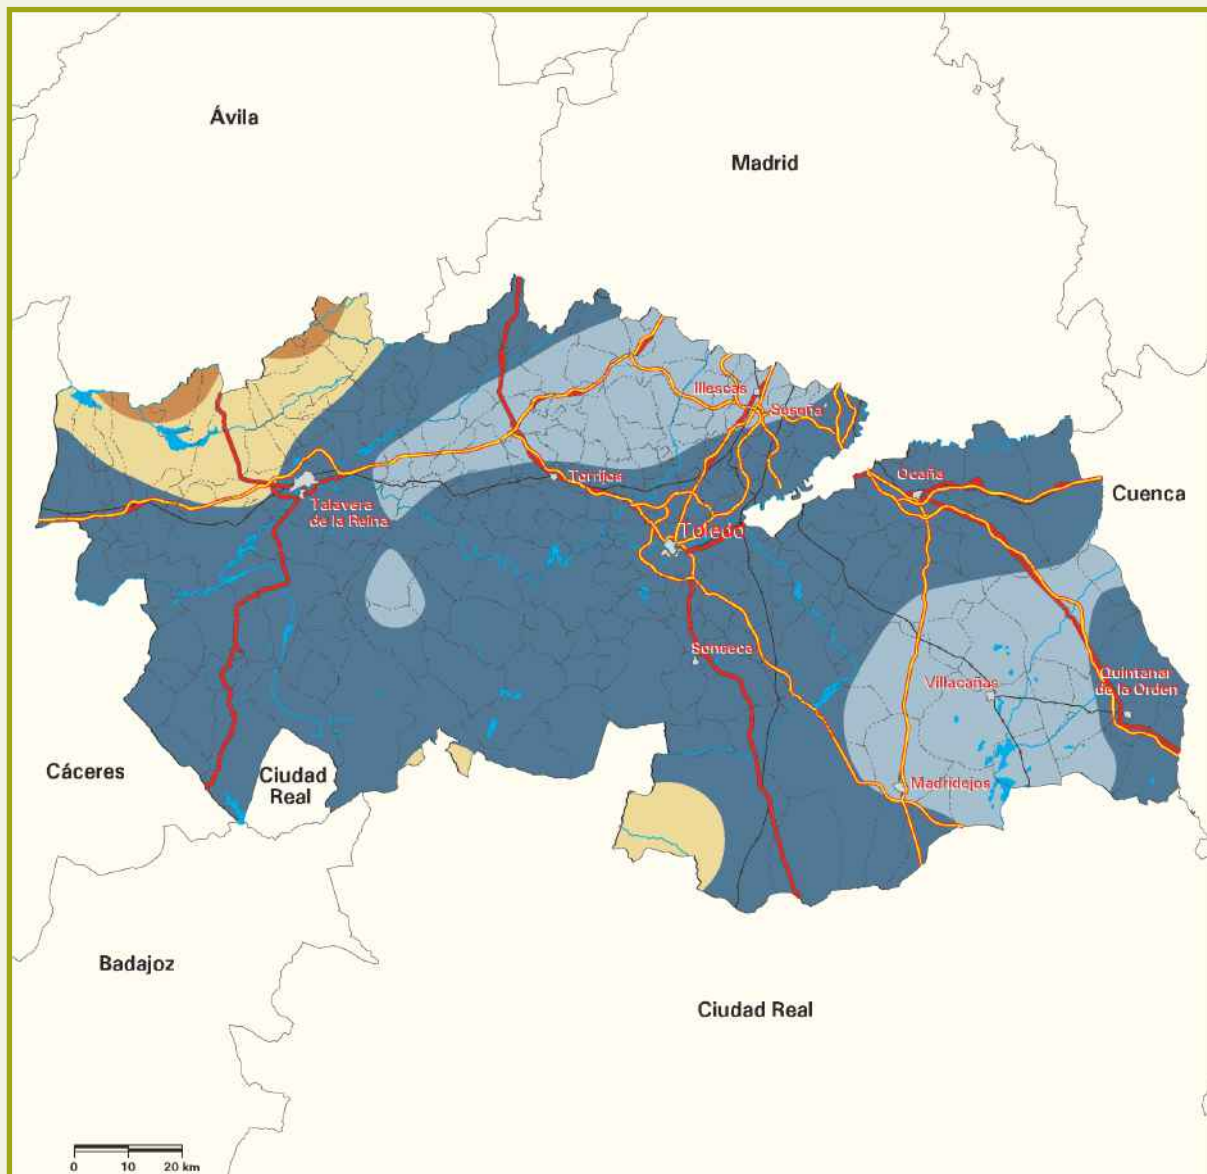 Ávila
Madrid
Illescas
Seseña
Torrijos
Ocaña
Cuenca
Talavera
de la Reina
Toledo
Sonseca
Villacañas
Quintanar
de la Orden
Cáceres
Ciudad
Real
Madridejos
Badajoz
Ciudad Real
0 10 20 km